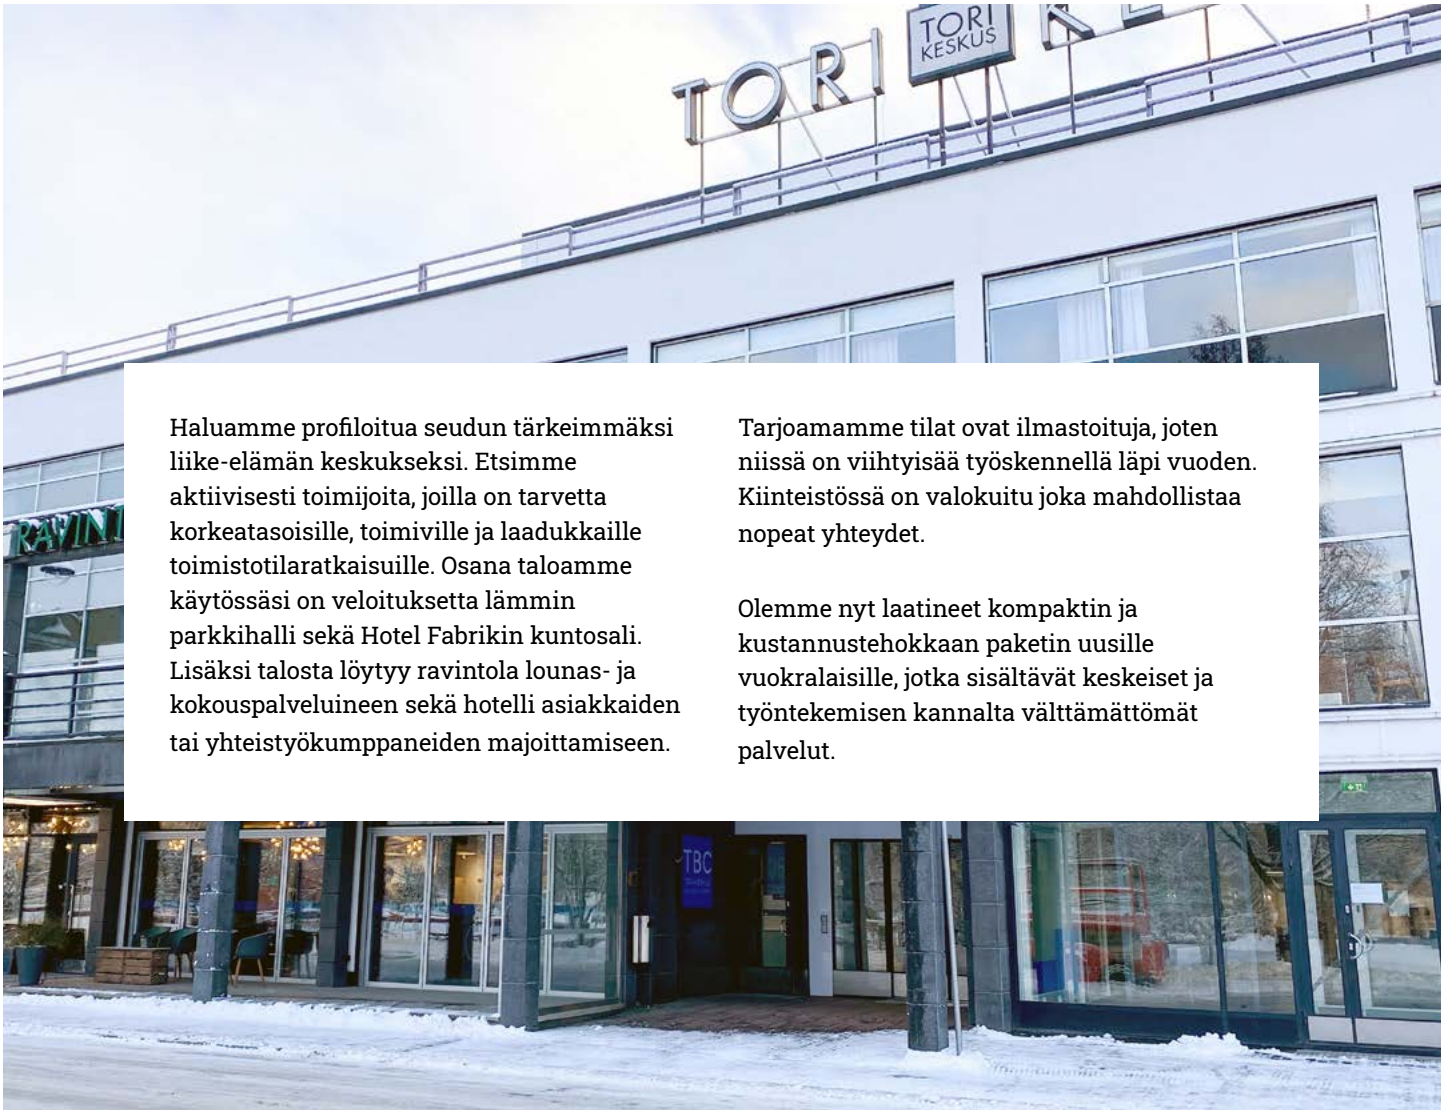 TORI
TORI
KESKUS
Haluamme profiloitua seudun tärkeimmäksi
liike-elämän keskukseksi. Etsimme
aktiivisesti toimijoita, joilla on tarvetta
korkeatasoisille, toimiville ja laadukkaille
toimistotilaratkaisuille. Osana taloamme
käytössäsi on veloituksetta lämmin
parkkihalli sekä Hotel Fabrikin kuntosali.
Lisäksi talosta löytyy ravintola lounas- ja
kokouspalveluineen sekä hotelli asiakkaiden
tai yhteistyökumppaneiden majoittamiseen.
Tarjoamamme tilat ovat ilmastoituja, joten
niissä on viihtyisää työskennellä läpi vuoden.
Kiinteistössä on valokuitu joka mahdollistaa
nopeat yhteydet.
Olemme nyt laatineet kompaktin ja
kustannustehokkaan paketin uusille
vuokralaisille, jotka sisältävät keskeiset ja
työntekemisen kannalta välttämättömät
palvelut.
RAVINT
TBC